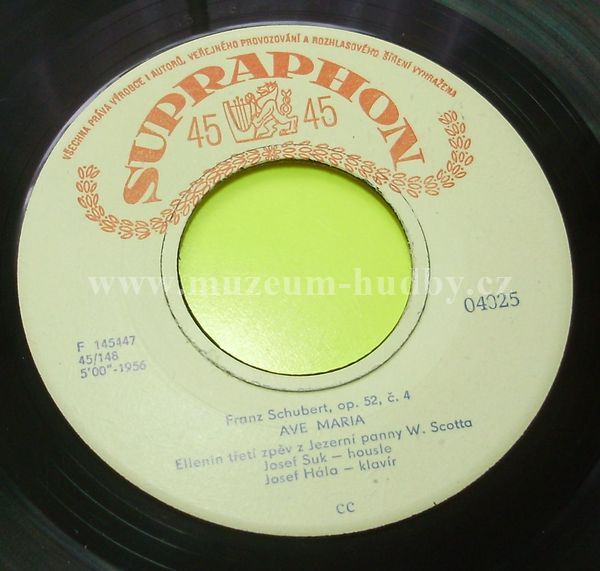 VŠECHNA PRÁVA VÝROBCE I AUTORŮ, VEŘEJNÉHO PROVOZOVÁNÍ A ROZHLASOVÉHO ŠÍŘENÍ VYHRAŽENA
SUPRAPHON
45 45
www.muzeum-hudby.cz
04025
F 145447
45/148
5'00"-1956
Franz Schubert, op. 52, č. 4
AVE MARIA
Ellenin třetí zpěv z Jezerní panny W. Scotta
Josef Suk — housle
Josef Hála — klavír
CC